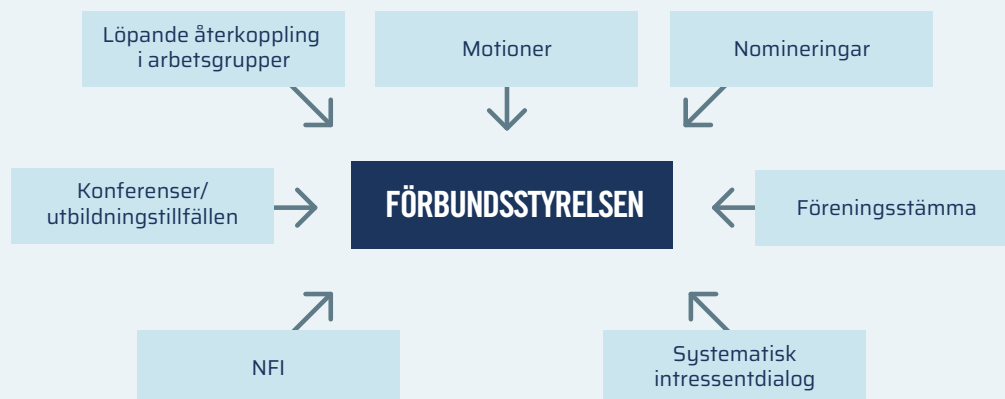 Löpande återkoppling
i arbetsgrupper
Motioner
Nomineringar
Konferenser/
utbildningstillfällen
FÖRBUNDSSTYRELSEN
Föreningsstämma
NFI
Systematisk
intressentdialog